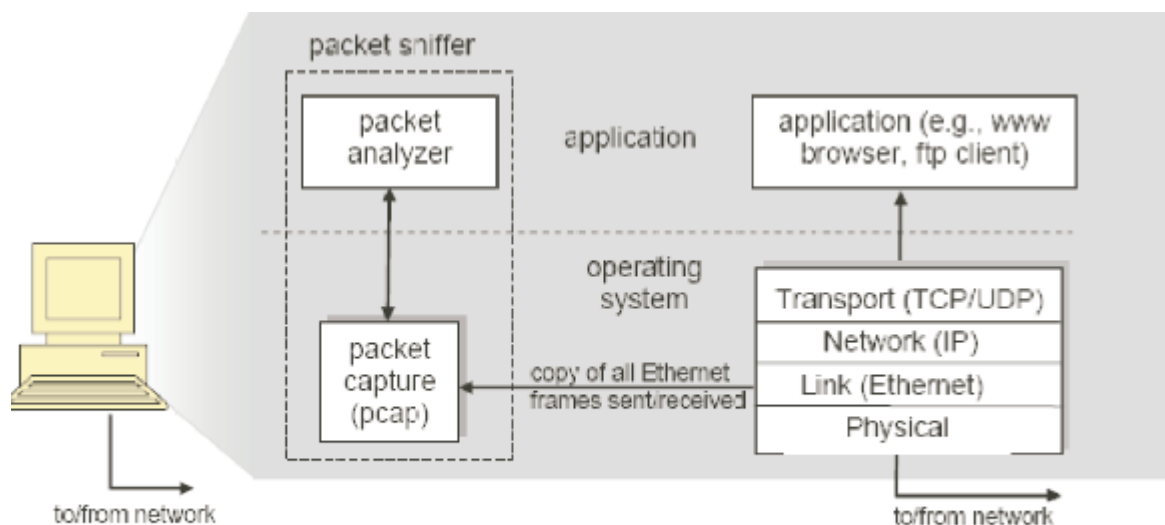 packet sniffer
packet
analyzer
application
application (e.g., www
browser, ftp client)
operating
system
packet
capture
(pcap)
copy of all Ethernet
frames sent/received
Transport (TCP/UDP)
Network (IP)
Link (Ethernet)
Physical
to/from network
to/from network